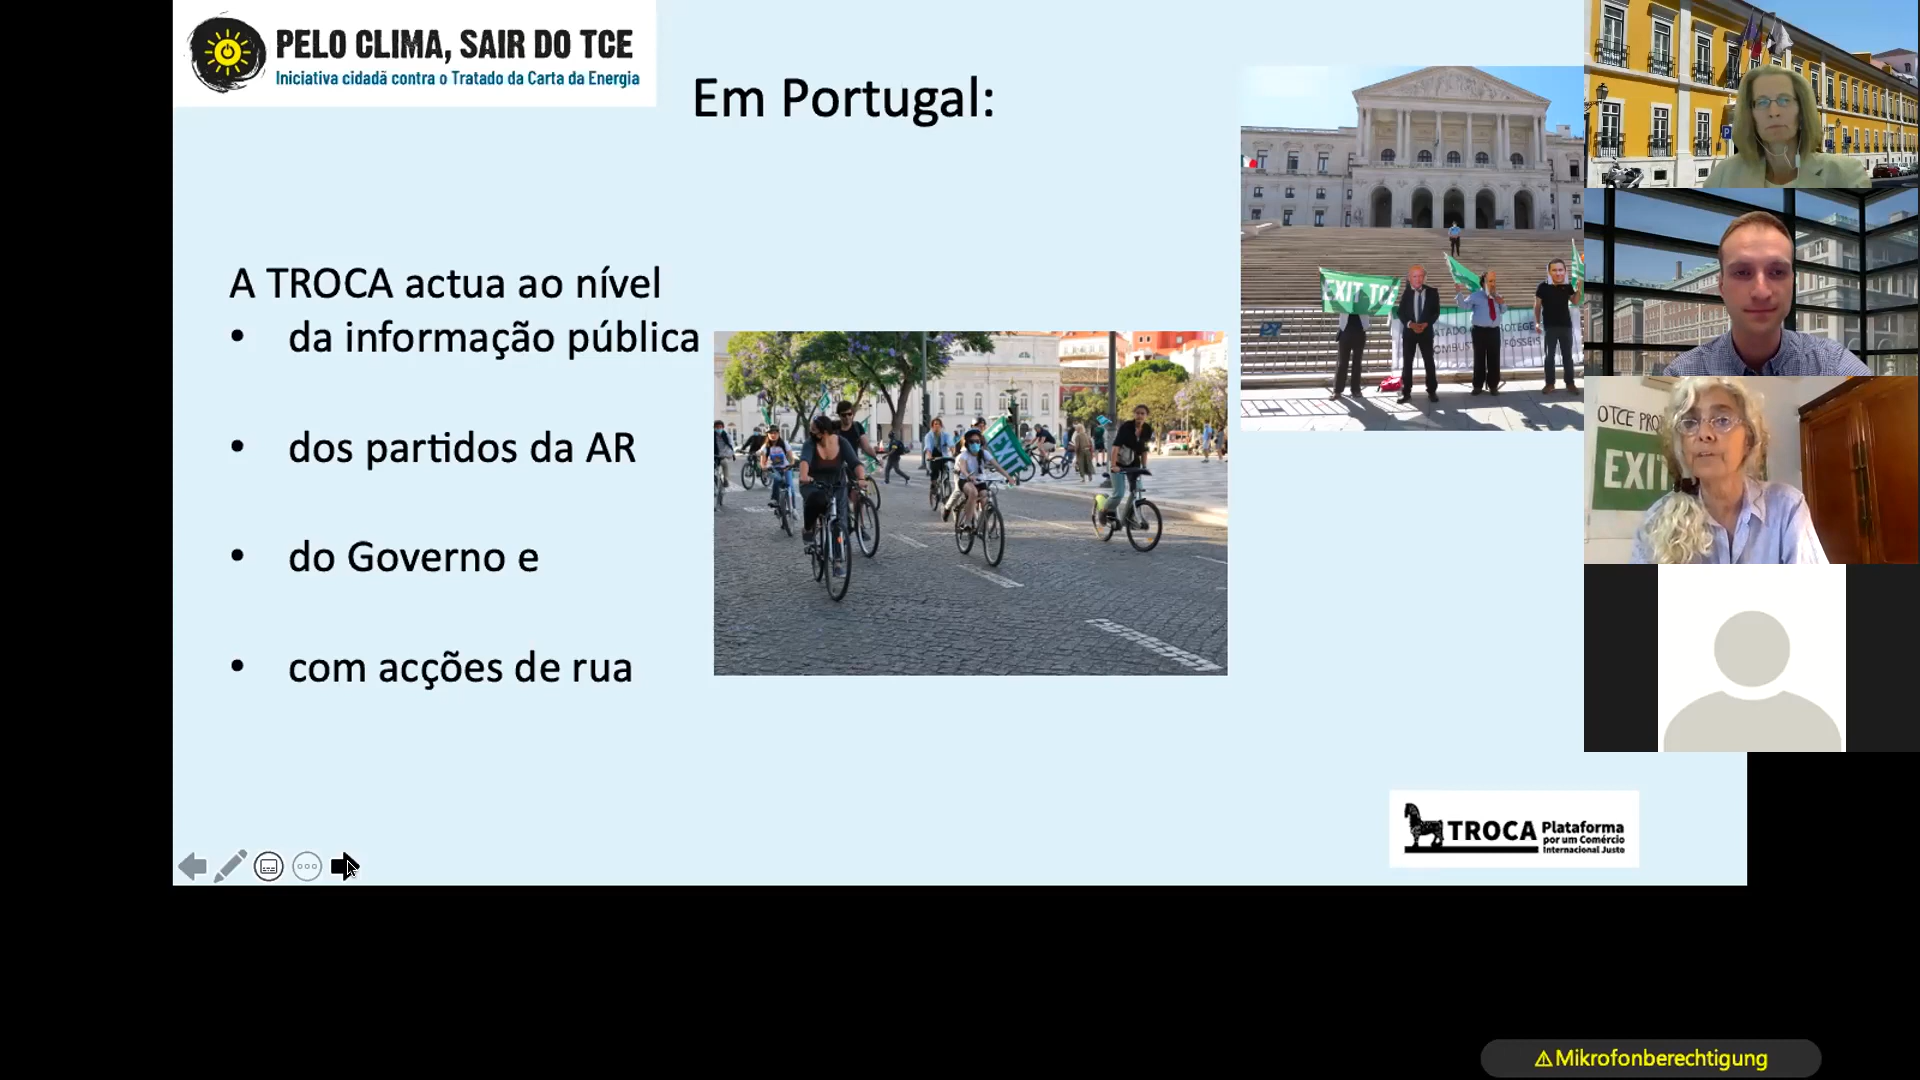 PELO CLIMA, SAIR DO TCE
Iniciativa cidadã contra o Tratado da Carta da Energia
Em Portugal:
A TROCA actua ao nível
• da informação pública
• dos partidos da AR
• do Governo e
• com acções de rua
EXIT
EXIT TCE
TROCA Plataforma
por um Comércio
Internacional Justo
P
OTCE PRO
EXIT
⚠Mikrofonberechtigung